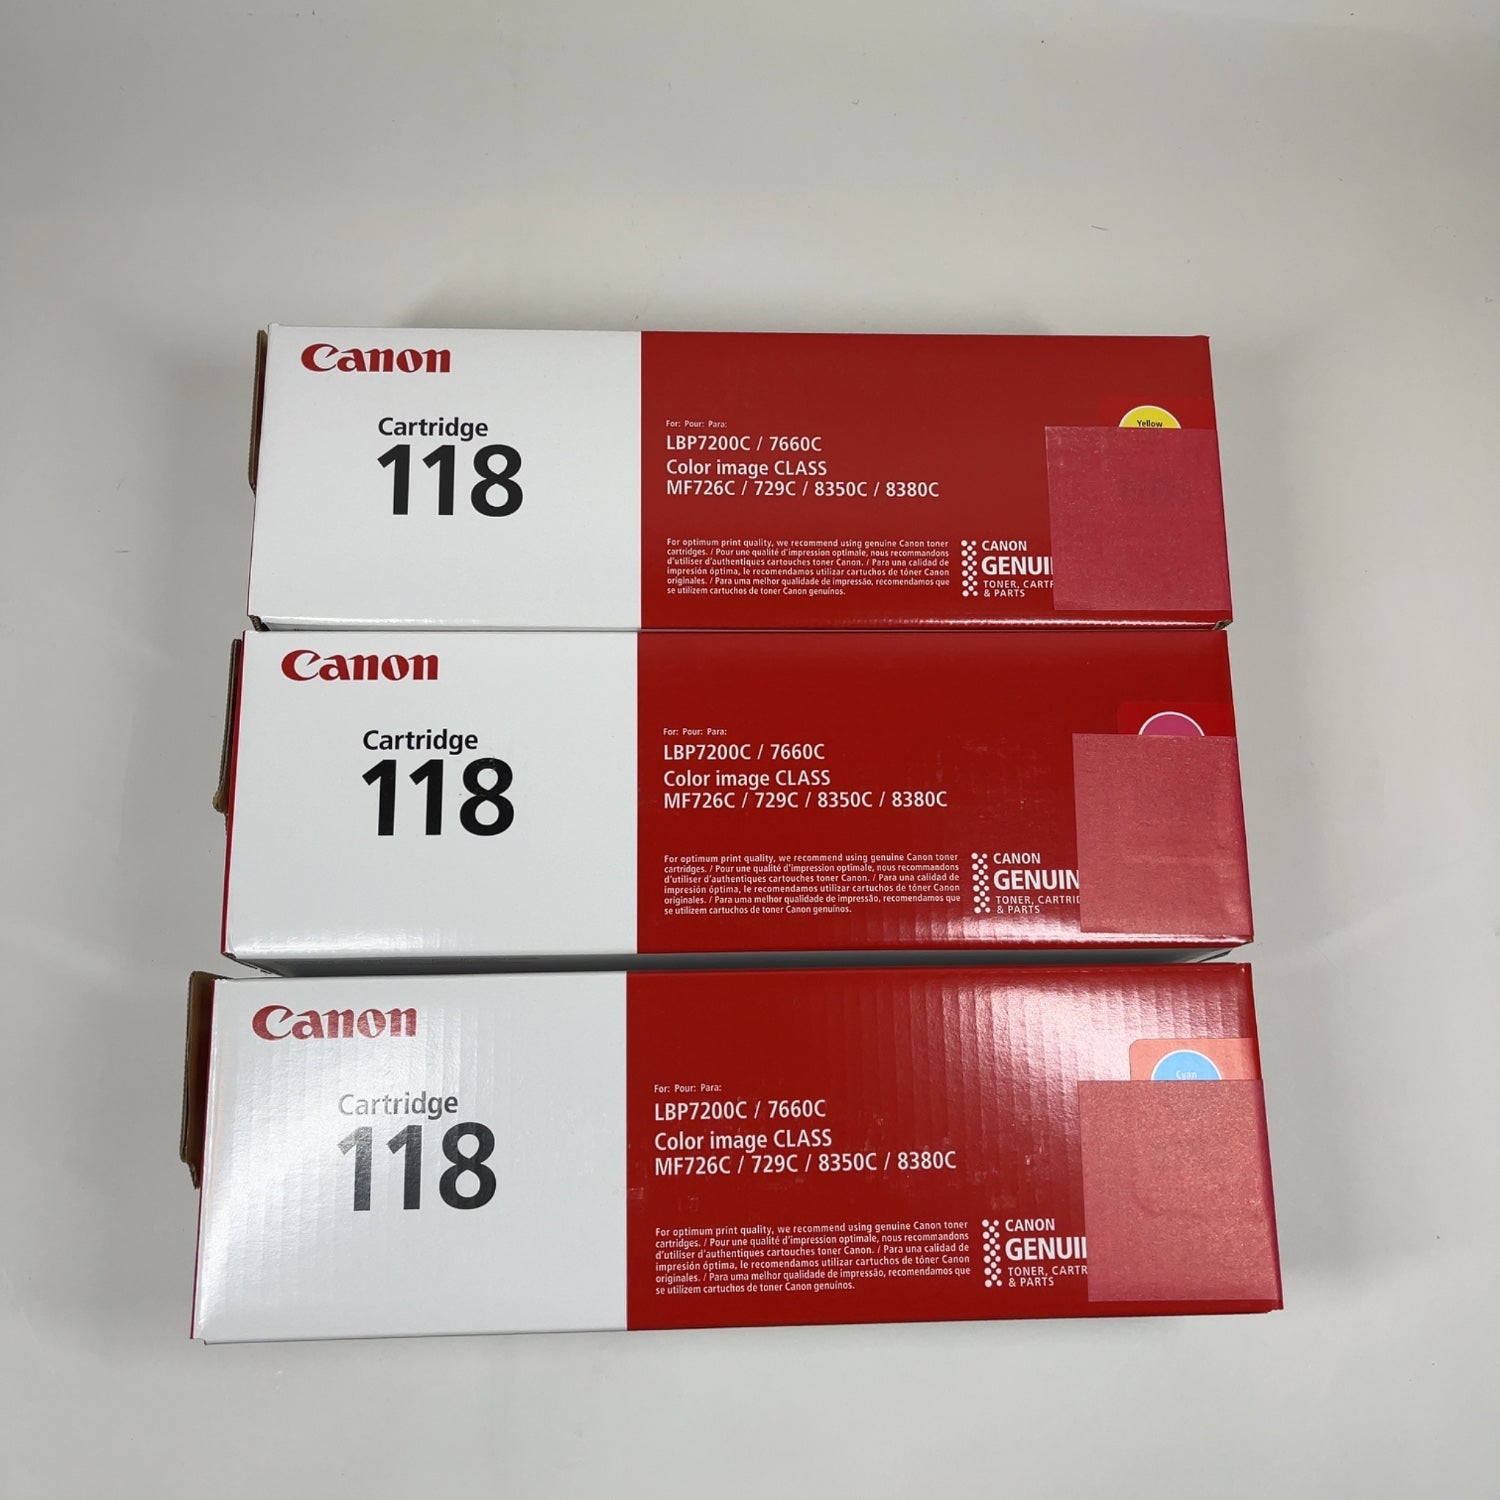 Canon
Cartridge
118
For: Pour: Para:
LBP7200C / 7660C
Color image CLASS
MF726C / 729C / 8350C / 8380C
For optimum print quality, we recommend using genuine Canon toner
cartridges. / Pour une qualité d'impression optimale, nous recommandons
d'utiliser d'authentiques cartouches toner Canon. / Para una calidad de
impresión óptima, le recomendamos utilizar cartuchos de tóner Canon
originales. / Para uma melhor qualidade de impressão, recomendamos que
se utilizem cartuchos de toner Canon genuínos.
CANON
GENUI
TONER, CARTR
& PARTS
Yellow
Canon
Cartridge
118
For: Pour: Para:
LBP7200C / 7660C
Color image CLASS
MF726C / 729C / 8350C / 8380C
For optimum print quality, we recommend using genuine Canon toner
cartridges. / Pour une qualité d'impression optimale, nous recommandons
d'utiliser d'authentiques cartouches toner Canon. / Para una calidad de
impresión óptima, le recomendamos utilizar cartuchos de tóner Canon
originales. / Para uma melhor qualidade de impressão, recomendamos que
se utilizem cartuchos de toner Canon genuínos.
CANON
GENUIN
TONER, CARTRID
& PARTS
Canon
Cartridge
118
For: Pour: Para:
LBP7200C / 7660C
Color image CLASS
MF726C / 729C / 8350C / 8380C
For optimum print quality, we recommend using genuine Canon toner
cartridges. / Pour une qualité d'impression optimale, nous recommandons
d'utiliser d'authentiques cartouches toner Canon. / Para una calidad de
impresión óptima, le recomendamos utilizar cartuchos de tóner Canon
originales. / Para uma melhor qualidade de impressão, recomendamos que
se utilizem cartuchos de toner Canon genuínos.
CANON
GENUI
TONER, CARTR
& PARTS
Cyan